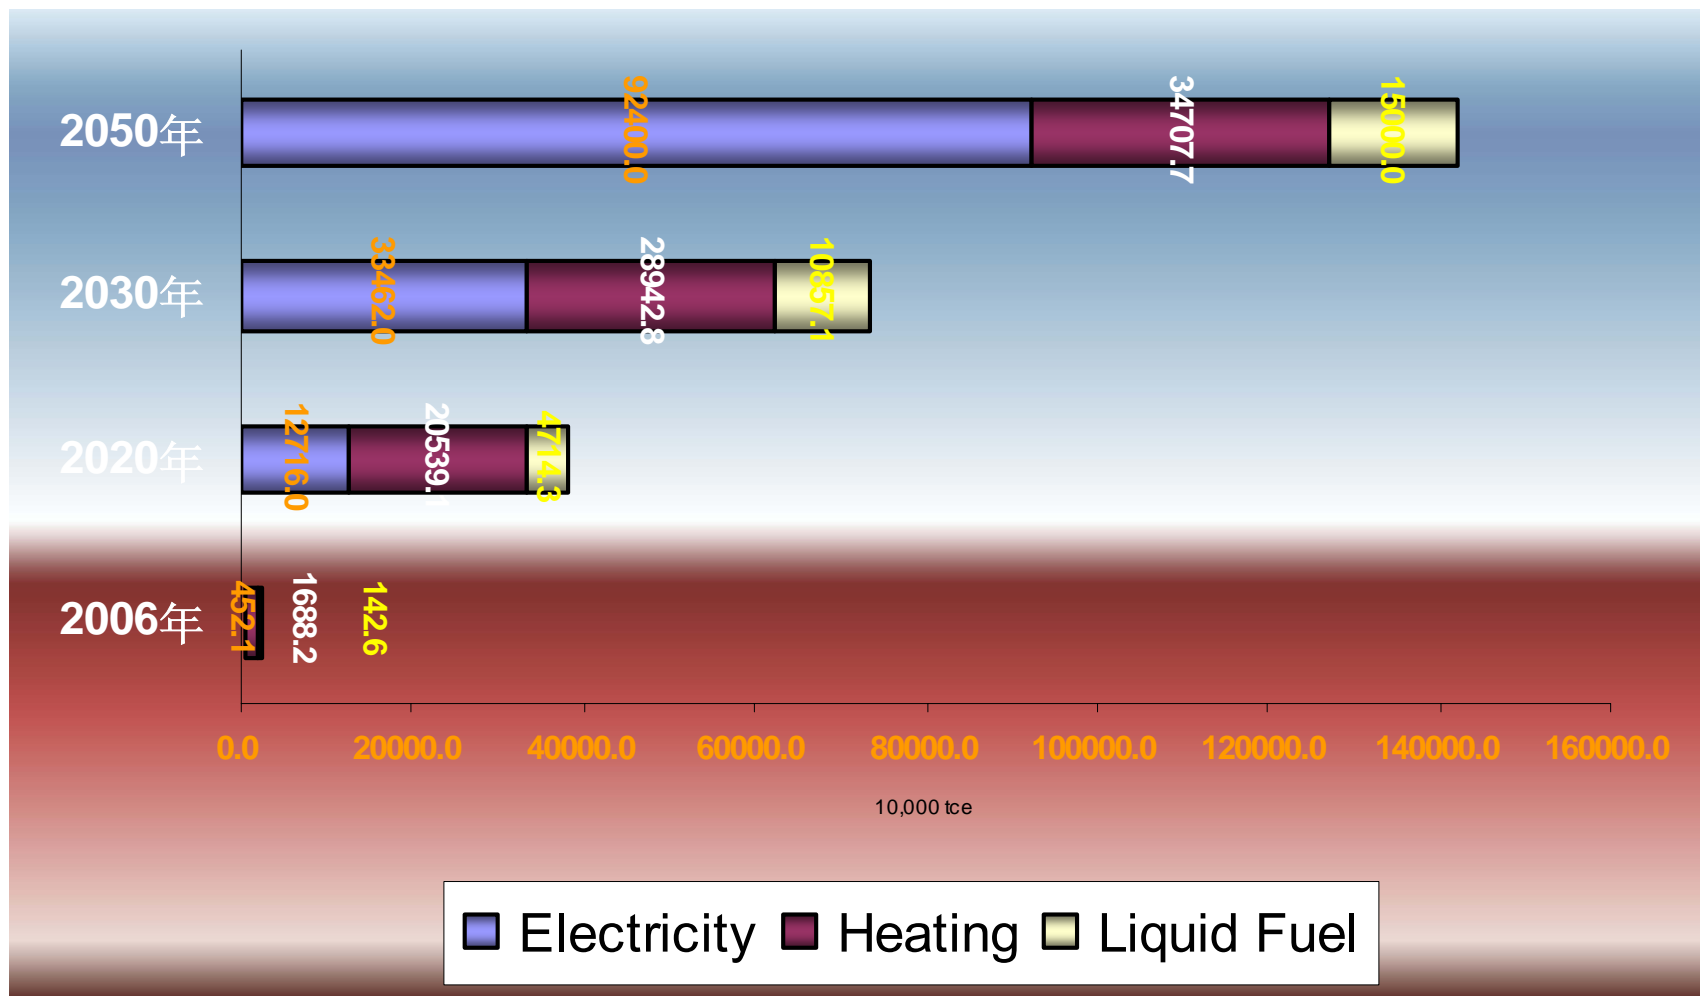 2050年
92400.0
34707.7
15000.0
2030年
33462.0
28942.8
10857.1
2020年
12716.0
20539.1
4714.3
2006年
452.1
1688.2
142.6
0.0 20000.0 40000.0 60000.0 80000.0 100000.0 120000.0 140000.0 160000.0
10,000 tce
Electricity Heating Liquid Fuel